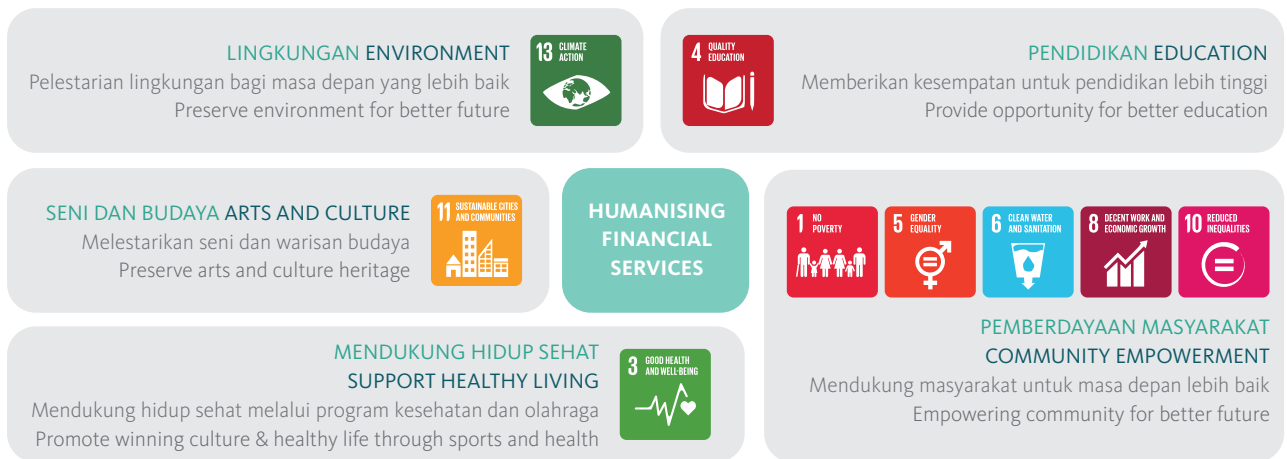 LINGKUNGAN ENVIRONMENT
Pelestarian lingkungan bagi masa depan yang lebih baik
Preserve environment for better future
13 CLIMATE
ACTION
4 QUALITY
EDUCATION
PENDIDIKAN EDUCATION
Memberikan kesempatan untuk pendidikan lebih tinggi
Provide opportunity for better education
SENI DAN BUDAYA ARTS AND CULTURE
Melestarikan seni dan warisan budaya
Preserve arts and culture heritage
11 SUSTAINABLE CITIES
AND COMMUNITIES
HUMANISING
FINANCIAL
SERVICES
1 NO
POVERTY
5 GENDER
EQUALITY
6 CLEAN WATER
AND SANITATION
8 DECENT WORK AND
ECONOMIC GROWTH
10 REDUCED
INEQUALITIES
PEMBERDAYAAN MASYARAKAT
COMMUNITY EMPOWERMENT
Mendukung masyarakat untuk masa depan lebih baik
Empowering community for better future
MENDUKUNG HIDUP SEHAT
SUPPORT HEALTHY LIVING
Mendukung hidup sehat melalui program kesehatan dan olahraga
Promote winning culture & healthy life through sports and health
3 GOOD HEALTH
AND WELL-BEING